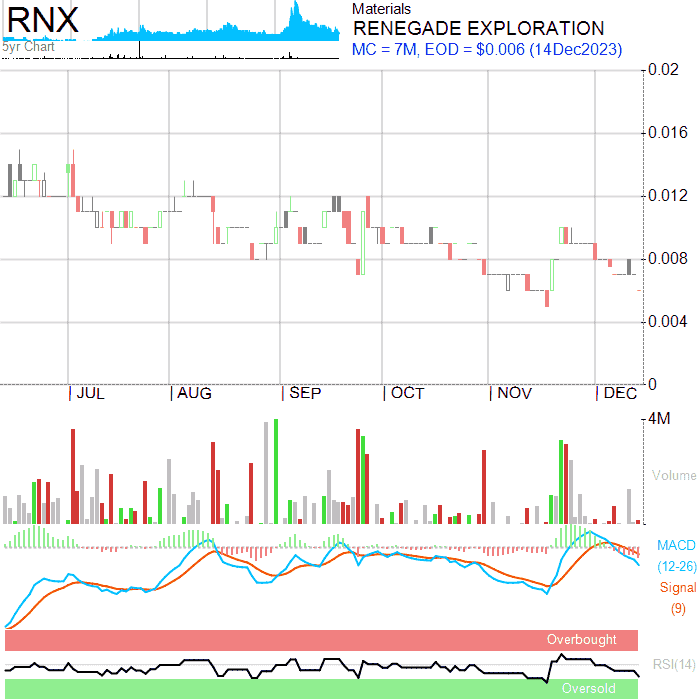 RNX
5yr Chart
Materials
RENEGADE EXPLORATION
MC = 7M, EOD = $0.006 (14Dec2023)
0.02
0.016
0.012
0.008
0.004
0
JUL AUG SEP OCT NOV DEC
4M
Volume
MACD
(12-26)
Signal
(9)
Overbought
RSI(14)
Oversold